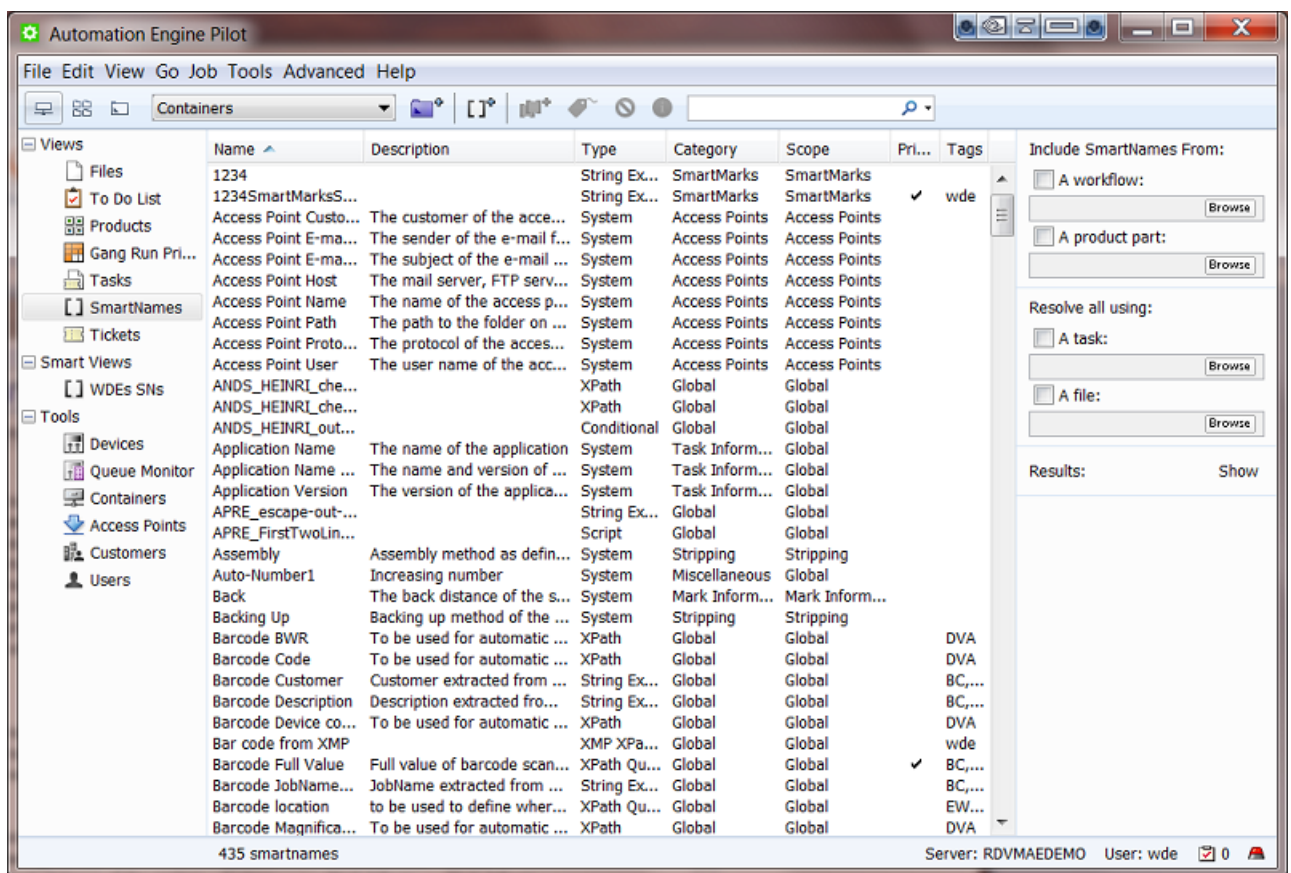 Automation Engine Pilot
File Edit View Go Job Tools Advanced Help
Containers
Views
Files
To Do List
Products
Gang Run Pri...
Tasks
SmartNames
Tickets
Smart Views
WDEs SNs
Tools
Devices
Queue Monitor
Containers
Access Points
Customers
Users
Name Description Type Category Scope Pri... Tags
1234 String Ex... SmartMarks SmartMarks
1234SmartMarksS... String Ex... SmartMarks SmartMarks ✔ wde
Access Point Custo... The customer of the acce... System Access Points Access Points
Access Point E-ma... The sender of the e-mail f... System Access Points Access Points
Access Point E-ma... The subject of the e-mail ... System Access Points Access Points
Access Point Host The mail server, FTP serv... System Access Points Access Points
Access Point Name The name of the access p... System Access Points Access Points
Access Point Path The path to the folder on ... System Access Points Access Points
Access Point Proto... The protocol of the acces... System Access Points Access Points
Access Point User The user name of the acc... System Access Points Access Points
ANDS_HEINRI_che... XPath Global Global
ANDS_HEINRI_che... XPath Global Global
ANDS_HEINRI_out... Conditional Global Global
Application Name The name of the application System Task Inform... Global
Application Name ... The name and version of ... System Task Inform... Global
Application Version The version of the applica... System Task Inform... Global
APRE_escape-out-... String Ex... Global Global
APRE_FirstTwoLin... Script Global Global
Assembly Assembly method as defin... System Stripping Stripping
Auto-Number1 Increasing number System Miscellaneous Global
Back The back distance of the s... System Mark Inform... Mark Inform...
Backing Up Backing up method of the ... System Stripping Stripping
Barcode BWR To be used for automatic ... XPath Global Global DVA
Barcode Code To be used for automatic ... XPath Global Global DVA
Barcode Customer Customer extracted from ... String Ex... Global Global BC,...
Barcode Description Description extracted fro... String Ex... Global Global BC,...
Barcode Device co... To be used for automatic ... XPath Global Global DVA
Bar code from XMP XMP XPa... Global Global wde
Barcode Full Value Full value of barcode scan... XPath Qu... Global Global ✔ BC,...
Barcode JobName... JobName extracted from ... String Ex... Global Global BC,...
Barcode location to be used to define wher... XPath Qu... Global Global EW...
Barcode Magnifica... To be used for automatic ... XPath Global Global DVA
Include SmartNames From:
A workflow:
Browse
A product part:
Browse
Resolve all using:
A task:
Browse
A file:
Browse
Results: Show
435 smartnames Server: RDVMAEDEMO User: wde 0